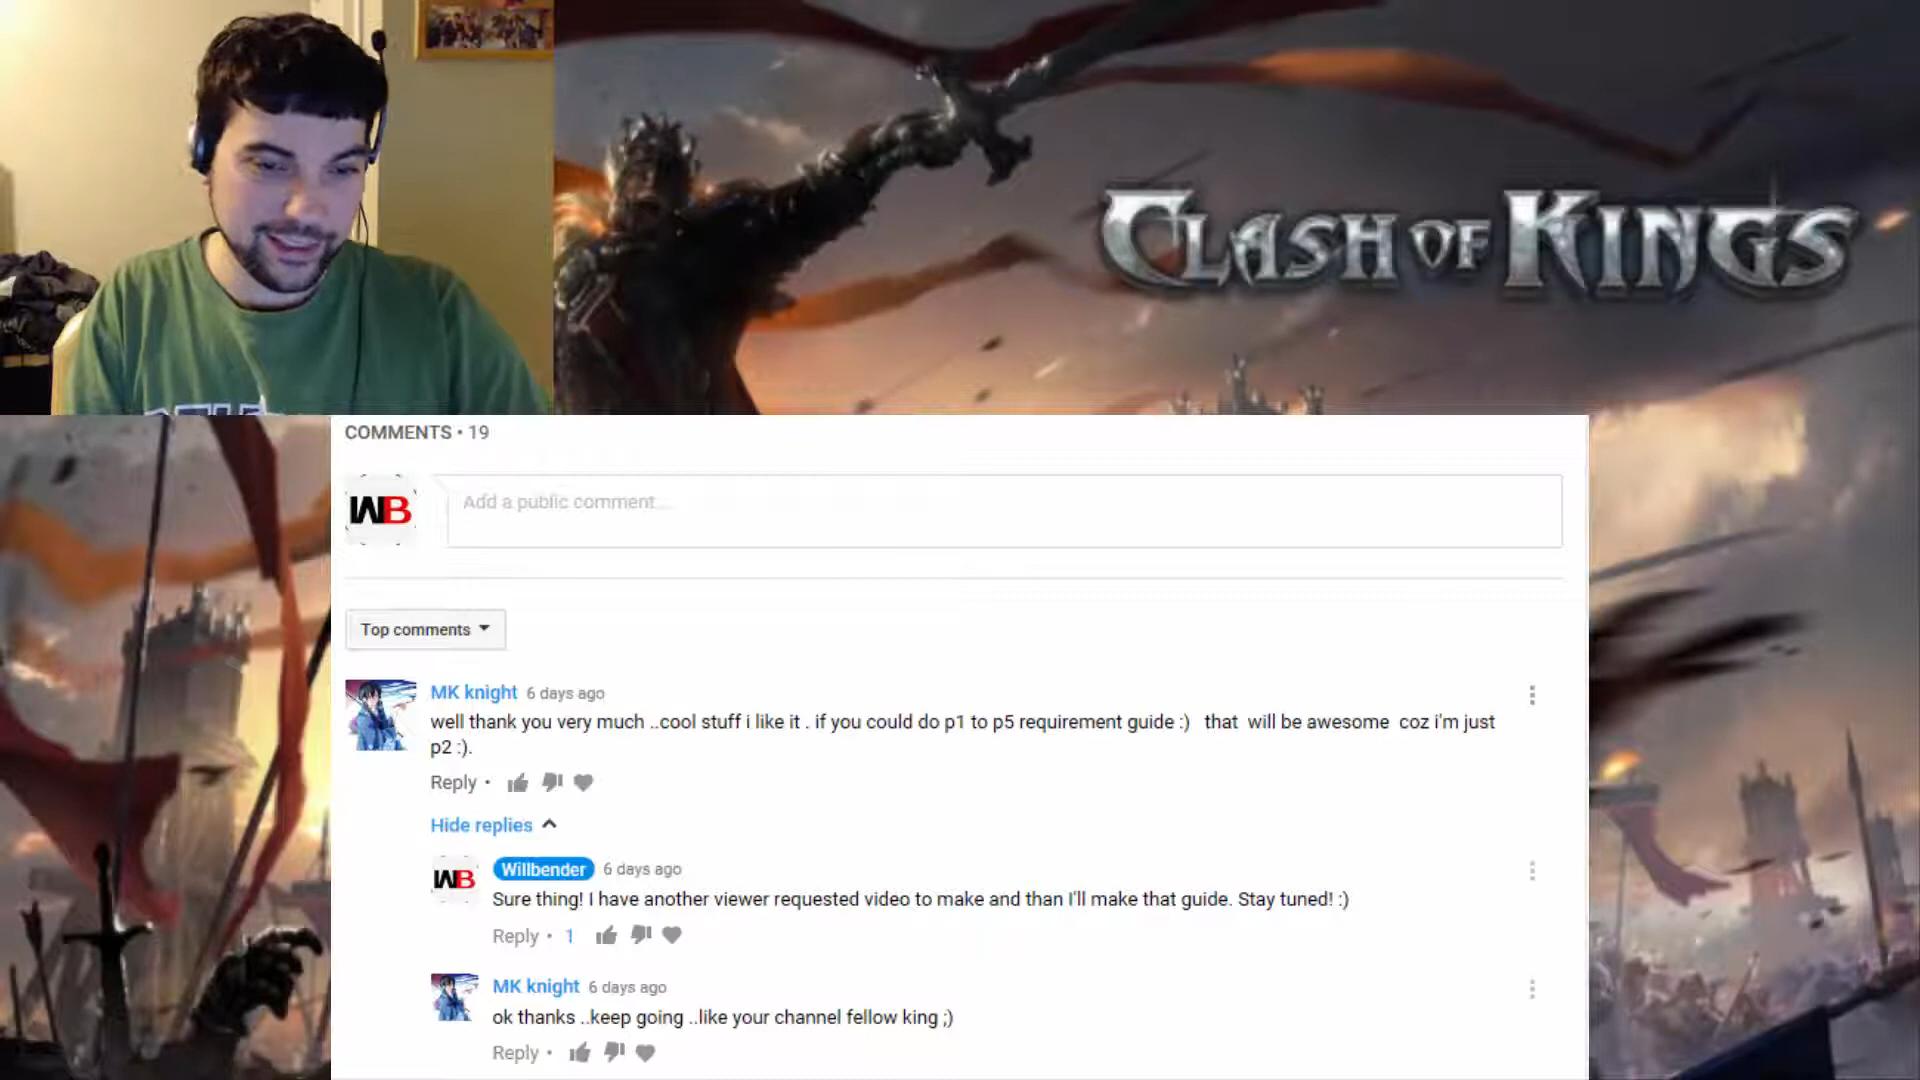 CLASH OF KINGS
COMMENTS • 19
WB
Add a public comment...
Top comments
MK knight 6 days ago
well thank you very much ..cool stuff i like it . if you could do p1 to p5 requirement guide :) that will be awesome coz i'm just
p2 :).
Reply •
Hide replies
WB
Willbender 6 days ago
Sure thing! I have another viewer requested video to make and than I'll make that guide. Stay tuned! :)
Reply • 1
MK knight 6 days ago
ok thanks ..keep going ..like your channel fellow king ;)
Reply •